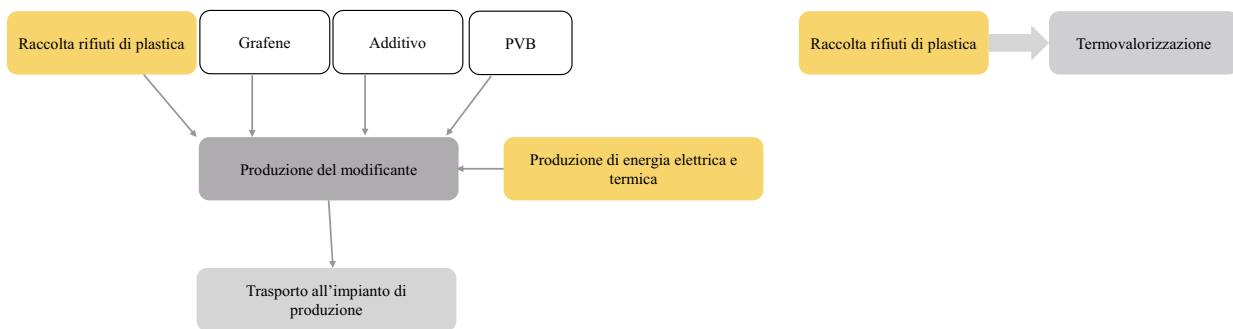 Raccolta rifiuti di plastica
Grafene
Additivo
PVB
Raccolta rifiuti di plastica
Termovalorizzazione
Produzione del modificante
Produzione di energia elettrica e
termica
Trasporto all’impianto di
produzione